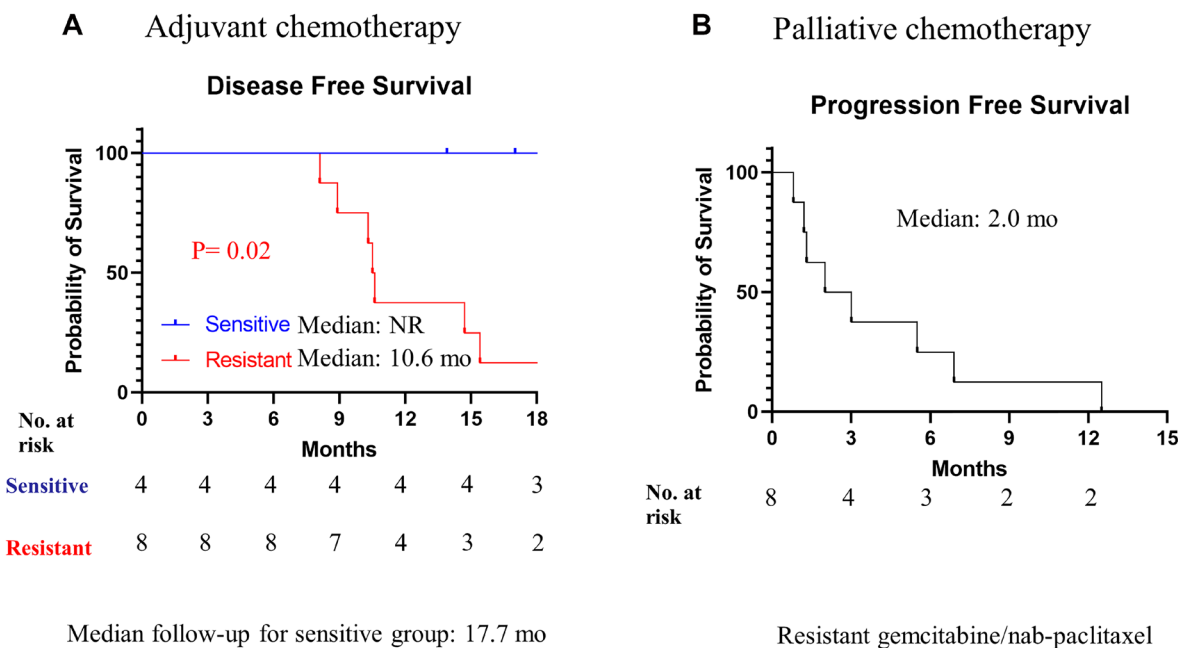 A Adjuvant chemotherapy
Disease Free Survival
Probability of Survival
100
50
0
P= 0.02
Sensitive Median: NR
Resistant Median: 10.6 mo
0 3 6 9 12 15 18
Months
No. at
risk
Sensitive 4 4 4 4 4 4 3
Resistant 8 8 8 7 4 3 2
Median follow-up for sensitive group: 17.7 mo
B Palliative chemotherapy
Progression Free Survival
Probability of Survival
100
50
0
Median: 2.0 mo
0 3 6 9 12 15
Months
No. at
risk
8 4 3 2 2
Resistant gemcitabine/nab-paclitaxel